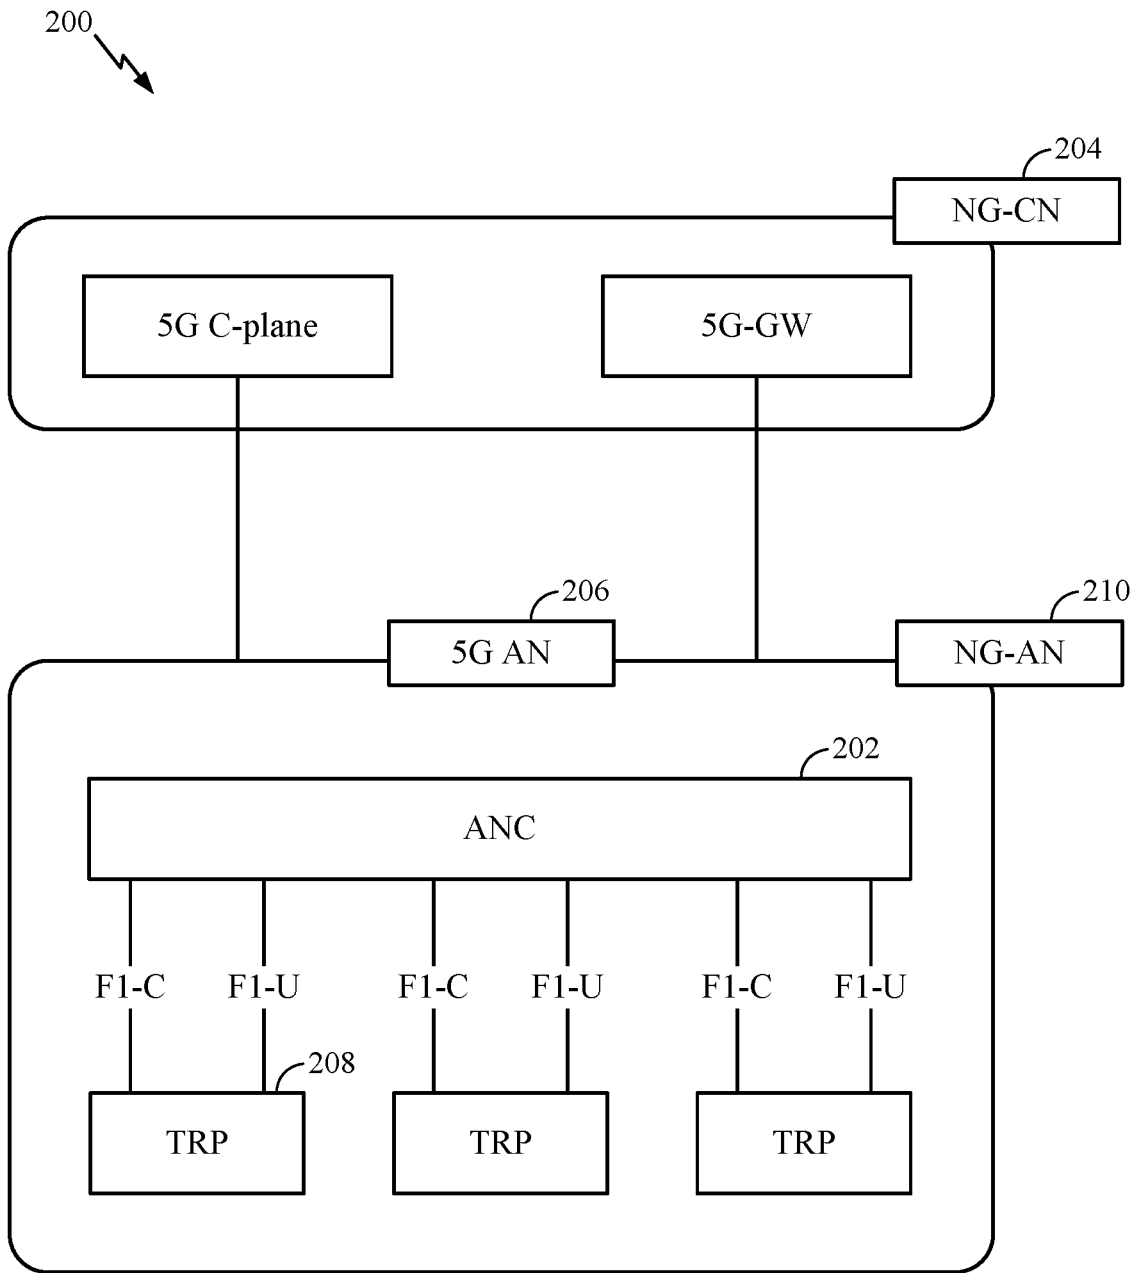 200
204
NG-CN
5G C-plane
5G-GW
206
210
5G AN
NG-AN
202
ANC
F1-C
F1-U
F1-C
F1-U
F1-C
F1-U
208
TRP
TRP
TRP